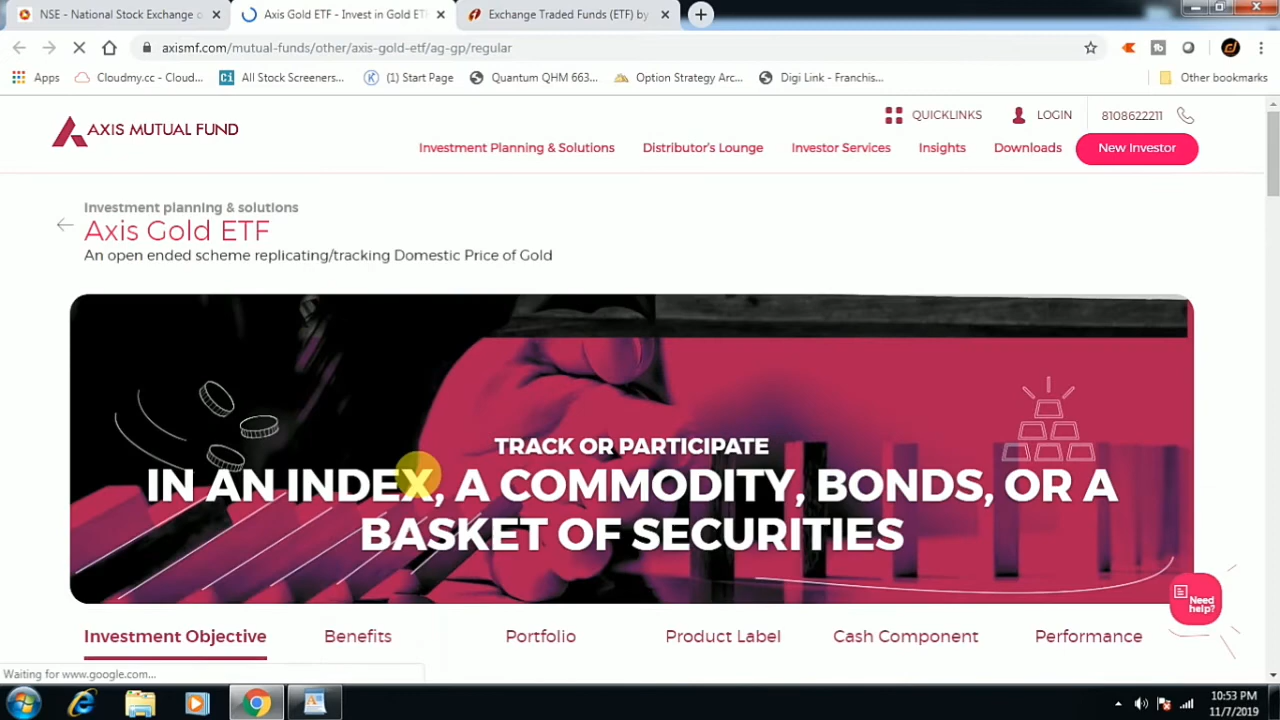 NSE - National Stock Exchange o
Axis Gold ETF - Invest in Gold ET
Exchange Traded Funds (ETF) by
axismf.com/mutual-funds/other/axis-gold-etf/ag-gp/regular
Apps
Cloudmy.cc - Cloud...
All Stock Screeners...
(1) Start Page
Quantum QHM 663...
Option Strategy Arc...
Digi Link - Franchis...
Other bookmarks
AXIS MUTUAL FUND
QUICKLINKS
LOGIN
8108622211
Investment Planning & Solutions
Distributor's Lounge
Investor Services
Insights
Downloads
New Investor
Investment planning & solutions
Axis Gold ETF
An open ended scheme replicating/tracking Domestic Price of Gold
TRACK OR PARTICIPATE
IN AN INDEX, A COMMODITY, BONDS, OR A
BASKET OF SECURITIES
Need
help?
Investment Objective
Benefits
Portfolio
Product Label
Cash Component
Performance
Waiting for www.google.com...
10:53 PM
11/7/2019